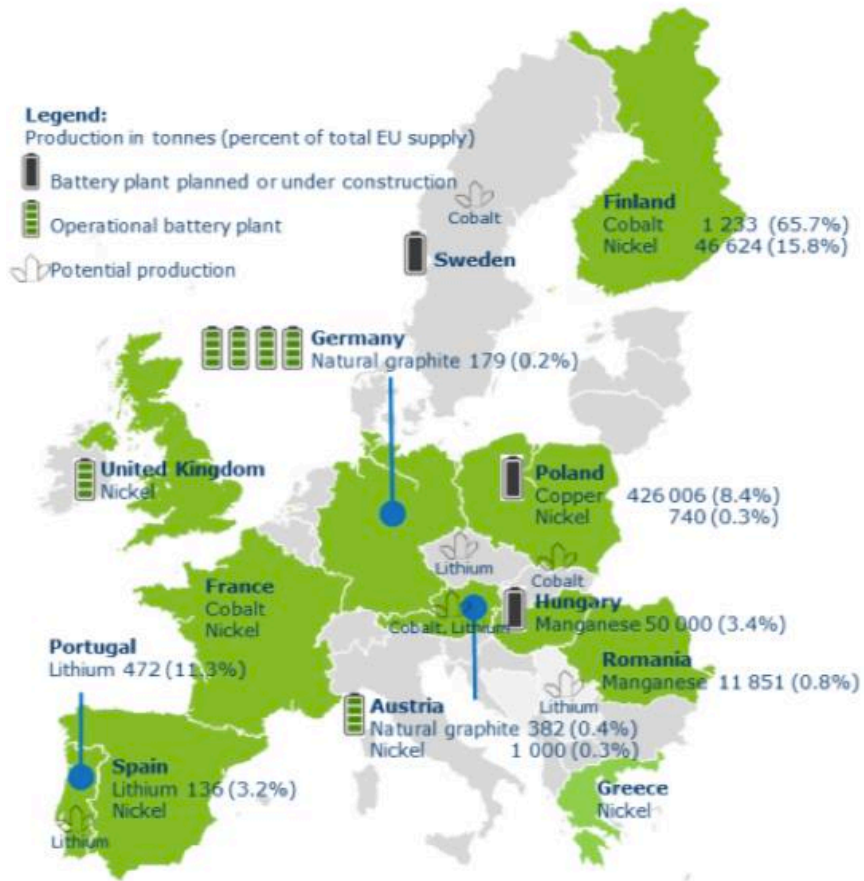 Legend:
Production in tonnes (percent of total EU supply)
Battery plant planned or under construction
Operational battery plant
Potential production
Cobalt
Sweden
Finland
Cobalt 1 233 (65.7%)
Nickel 46 624 (15.8%)
Germany
Natural graphite 179 (0.2%)
United Kingdom
Nickel
Poland
Copper 426 006 (8.4%)
Nickel 740 (0.3%)
Lithium
Cobalt
France
Cobalt
Nickel
Cobalt, Lithium
Hungary
Manganese 50 000 (3.4%)
Portugal
Lithium 472 (11.3%)
Romania
Manganese 11 851 (0.8%)
Lithium
Austria
Natural graphite 382 (0.4%)
Nickel 1 000 (0.3%)
Spain
Lithium 136 (3.2%)
Nickel
Lithium
Greece
Nickel